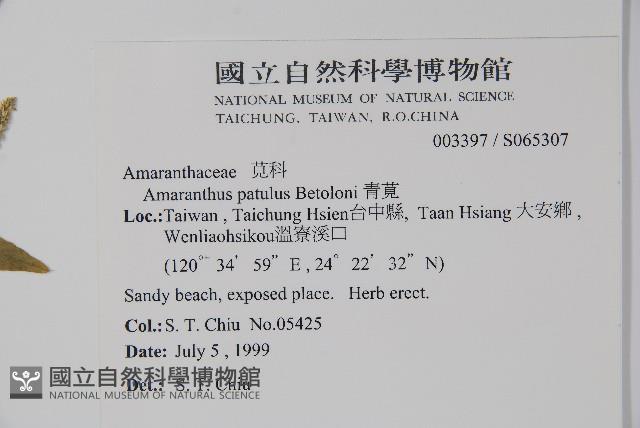 國立自然科學博物館
NATIONAL MUSEUM OF NATURAL SCIENCE
TAICHUNG, TAIWAN, R.O.CHINA
003397 / S065307
Amaranthaceae 莧科
Amaranthus patulus Betoloni 青莧
Loc.:Taiwan , Taichung Hsien台中縣, Taan Hsiang 大安鄉 ,
Wenliaohsikou溫寮溪口
(120° 34’ 59” E , 24° 22’ 32” N)
Sandy beach, exposed place. Herb erect.
Col.: S. T. Chiu No.05425
Date: July 5 , 1999
Det.: S. T. Chiu
國立自然科學博物館
NATIONAL MUSEUM OF NATURAL SCIENCE